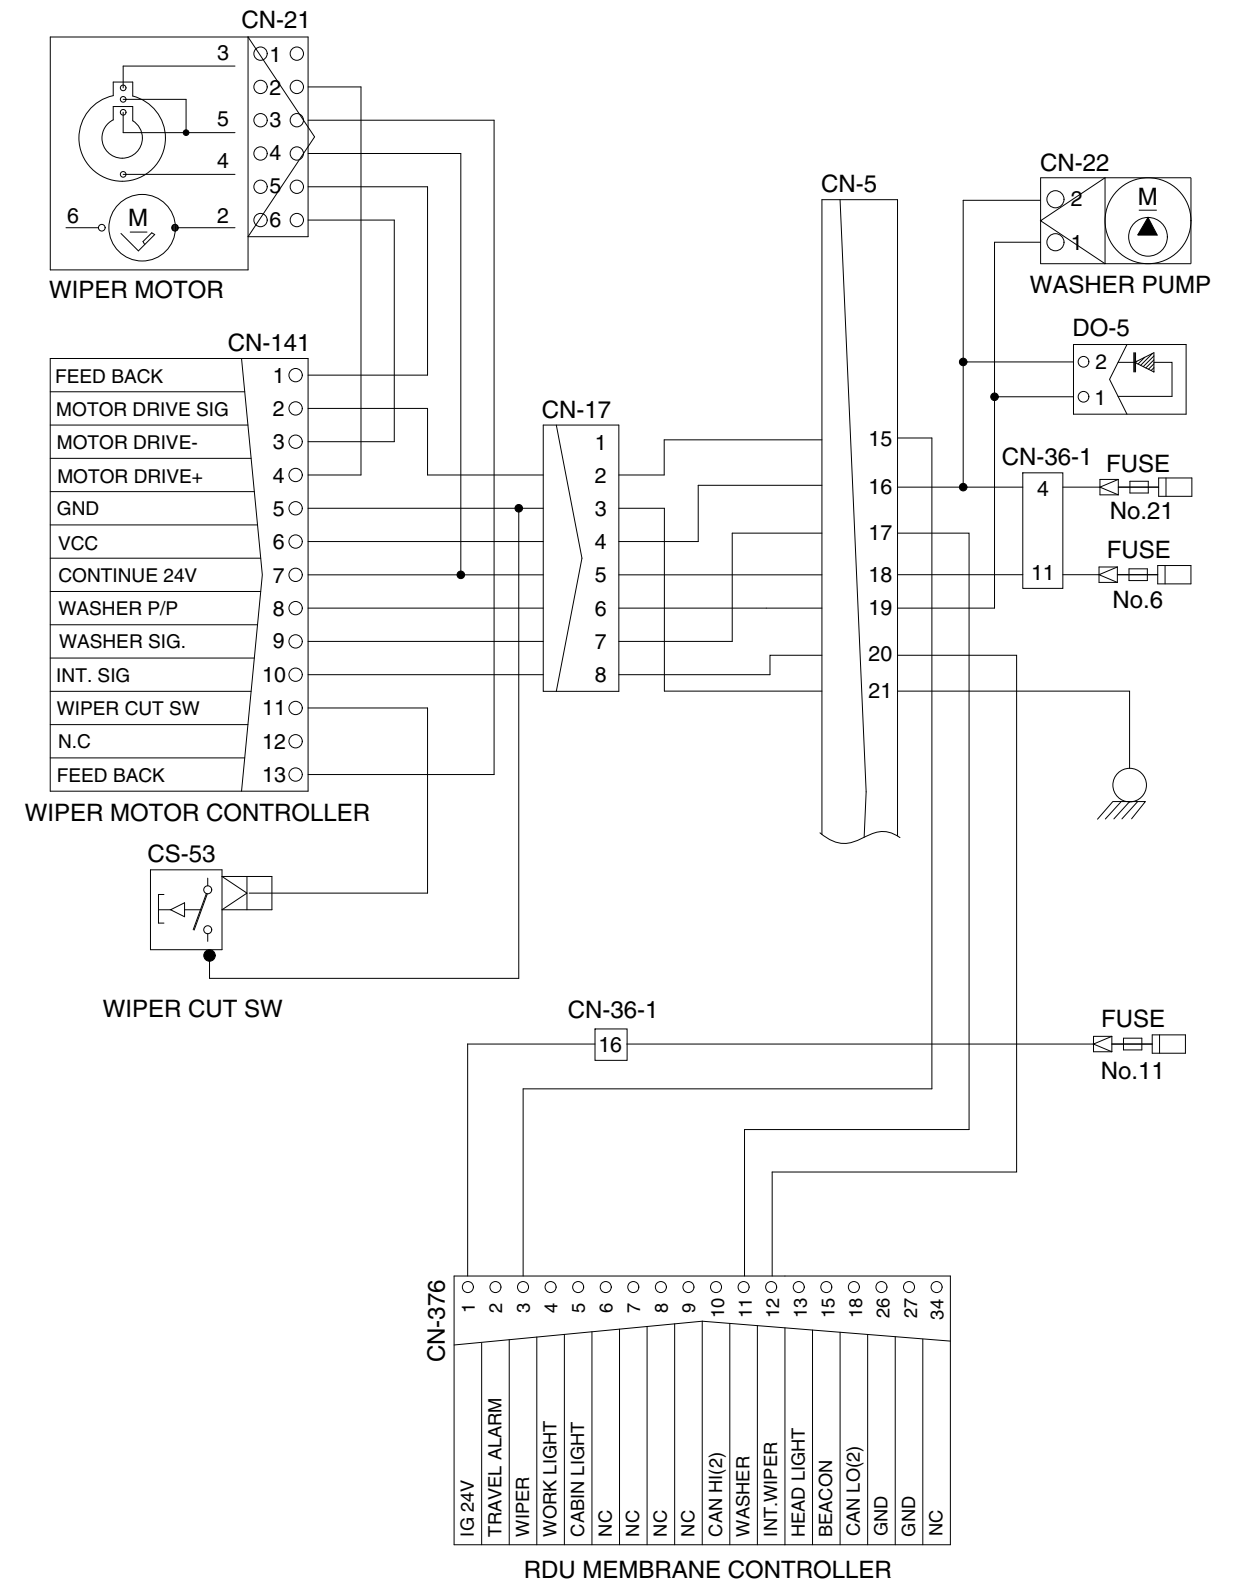 CN-21
3
5
4
6
M
2
1
2
3
4
5
6
WIPER MOTOR
CN-141
FEED BACK 1
MOTOR DRIVE SIG 2
MOTOR DRIVE- 3
MOTOR DRIVE+ 4
GND 5
VCC 6
CONTINUE 24V 7
WASHER P/P 8
WASHER SIG. 9
INT. SIG 10
WIPER CUT SW 11
N.C 12
FEED BACK 13
WIPER MOTOR CONTROLLER
CS-53
WIPER CUT SW
CN-17
1
2
3
4
5
6
7
8
CN-5
15
16
17
18
19
20
21
CN-22
2
1
M
WASHER PUMP
DO-5
2
1
CN-36-1
4
11
FUSE
No.21
FUSE
No.6
CN-36-1
16
FUSE
No.11
CN-376
1 IG 24V
2 TRAVEL ALARM
3 WIPER
4 WORK LIGHT
5 CABIN LIGHT
6 NC
7 NC
8 NC
9 NC
10 CAN HI(2)
11 WASHER
12 INT.WIPER
13 HEAD LIGHT
15 BEACON
18 CAN LO(2)
26 GND
27 GND
34 NC
RDU MEMBRANE CONTROLLER